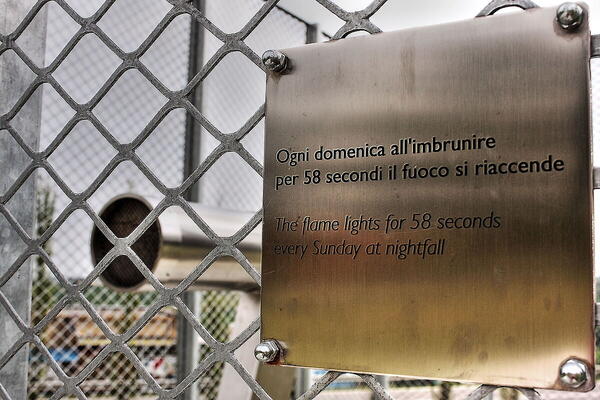 Ogni domenica all'imbrunire
per 58 secondi il fuoco si riaccende
The flame lights for 58 seconds
every Sunday at nightfall